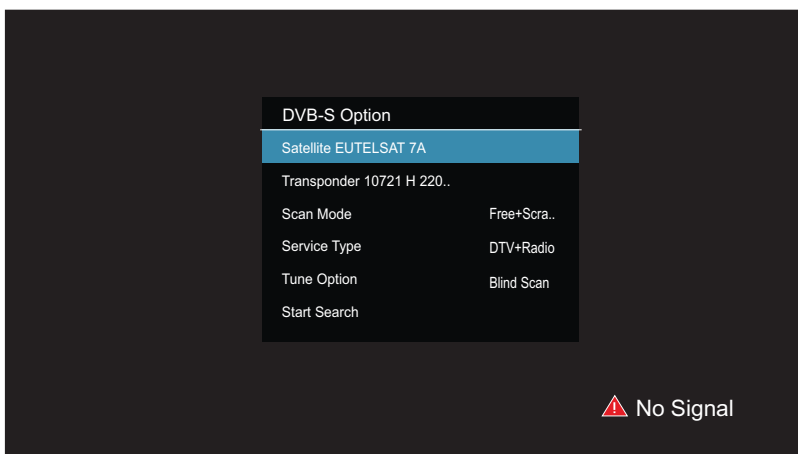 DVB-S Option
Satellite EUTELSAT 7A
Transponder 10721 H 220..
Scan Mode Free+Scra..
Service Type DTV+Radio
Tune Option Blind Scan
Start Search
No Signal